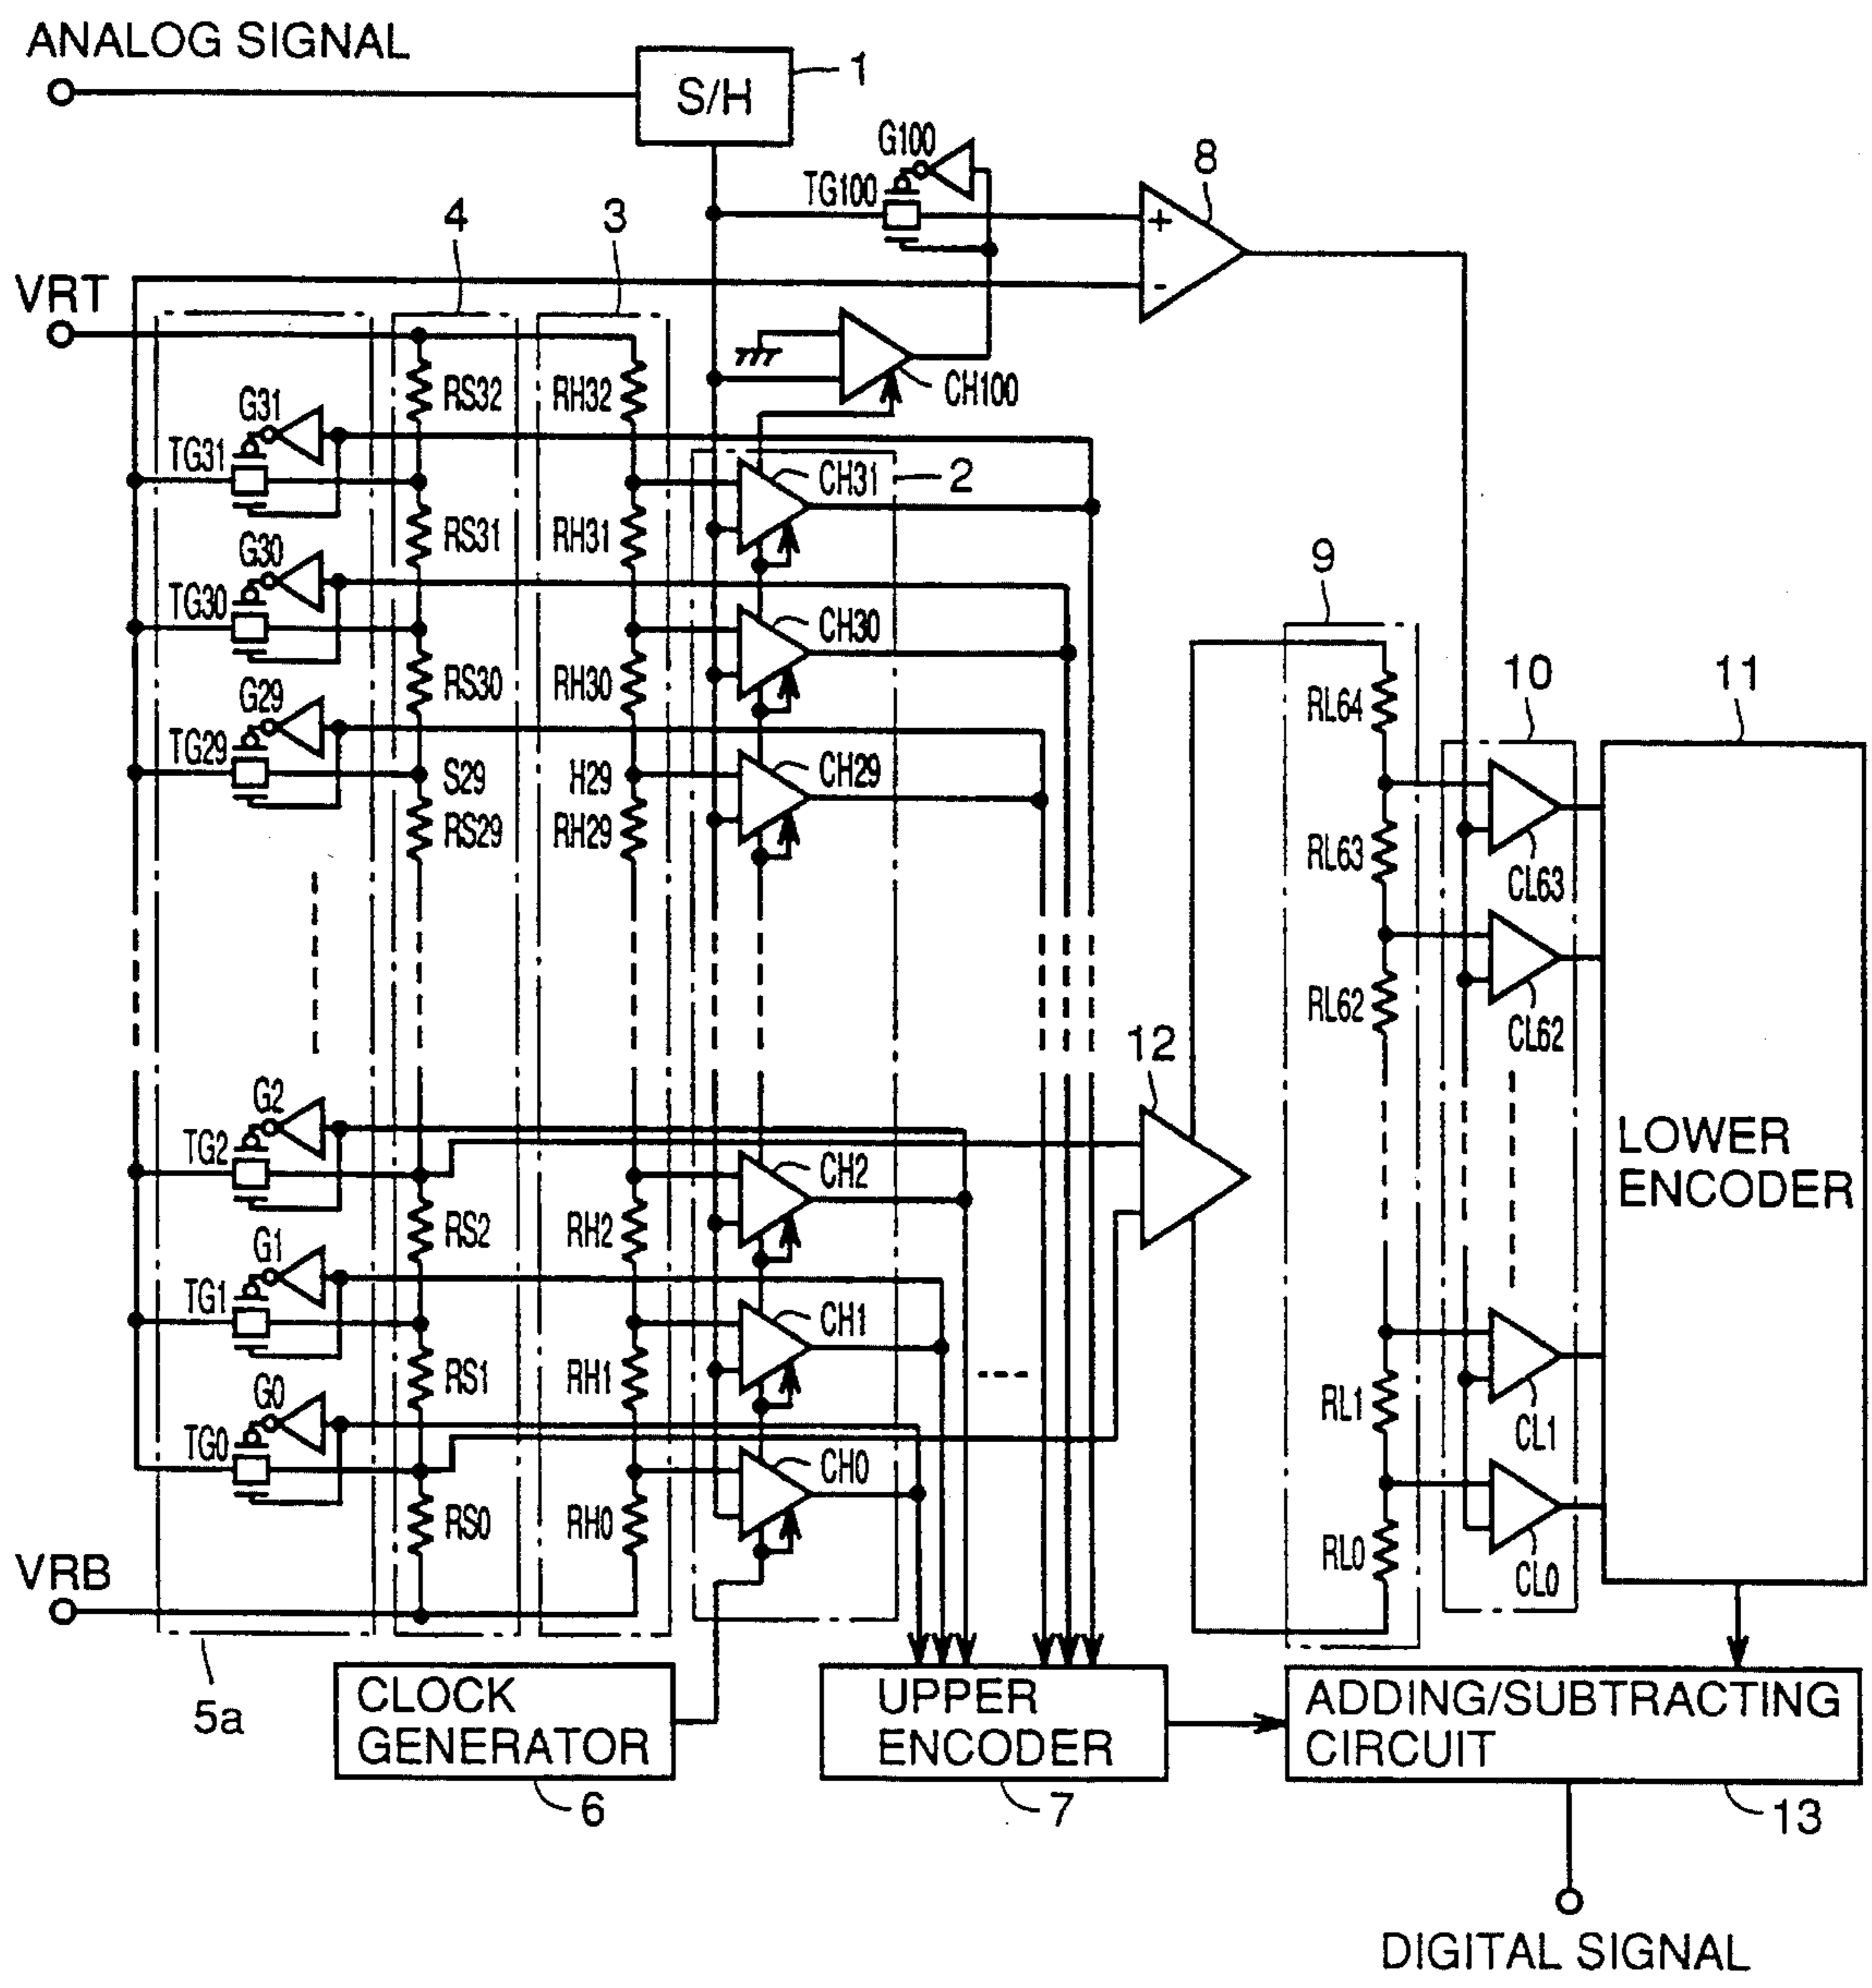 ANALOG SIGNAL
S/H
1
G100
TG100
8
+
-
4
3
VRT
RS32
RH32
CH100
G31
TG31
CH31
2
RS31
RH31
G30
TG30
CH30
9
RS30
RH30
G29
TG29
S29
H29
CH29
RS29
RH29
RL64
10
11
RL63
CL63
RL62
CL62
12
G2
TG2
CH2
LOWER
ENCODER
RS2
RH2
G1
TG1
CH1
RS1
RH1
----
RL1
CL1
G0
TG0
CH0
RS0
RH0
RL0
CL0
VRB
5a
CLOCK
GENERATOR
6
UPPER
ENCODER
7
ADDING/SUBTRACTING
CIRCUIT
13
DIGITAL SIGNAL